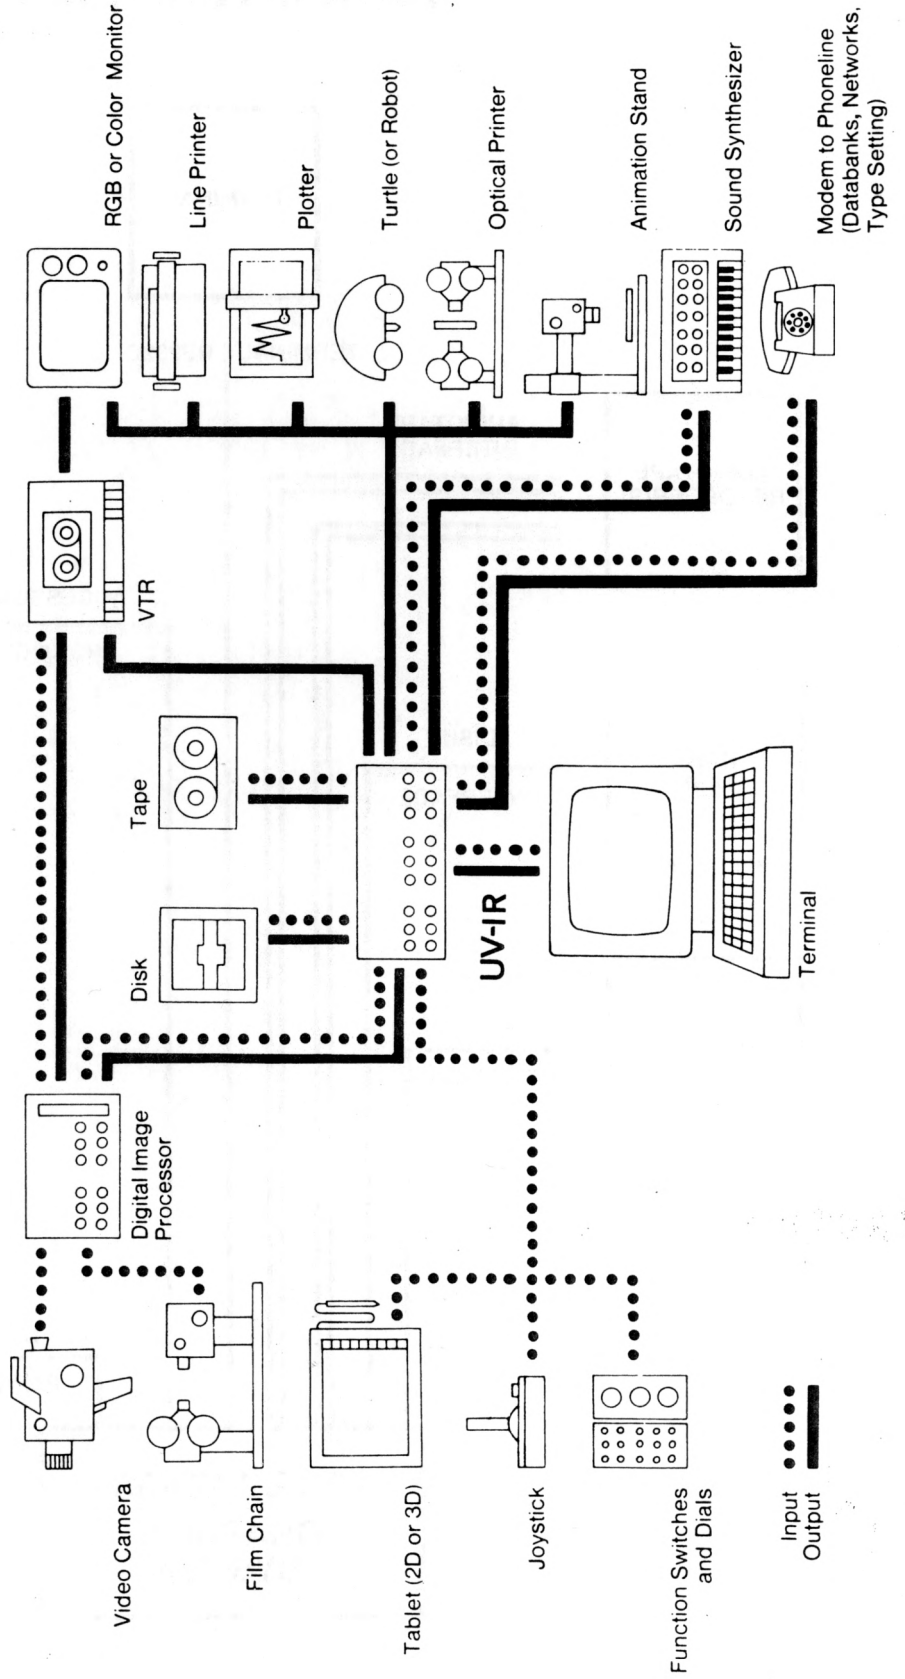 Video Camera
Film Chain
Tablet (2D or 3D)
Joystick
Function Switches
and Dials
Input
Output
Digital Image
Processor
Disk
Tape
UV-1R
Terminal
VTR
RGB or Color Monitor
Line Printer
Plotter
Turtle (or Robot)
Optical Printer
Animation Stand
Sound Synthesizer
Modem to Phoneline
(Databanks, Networks,
Type Setting)